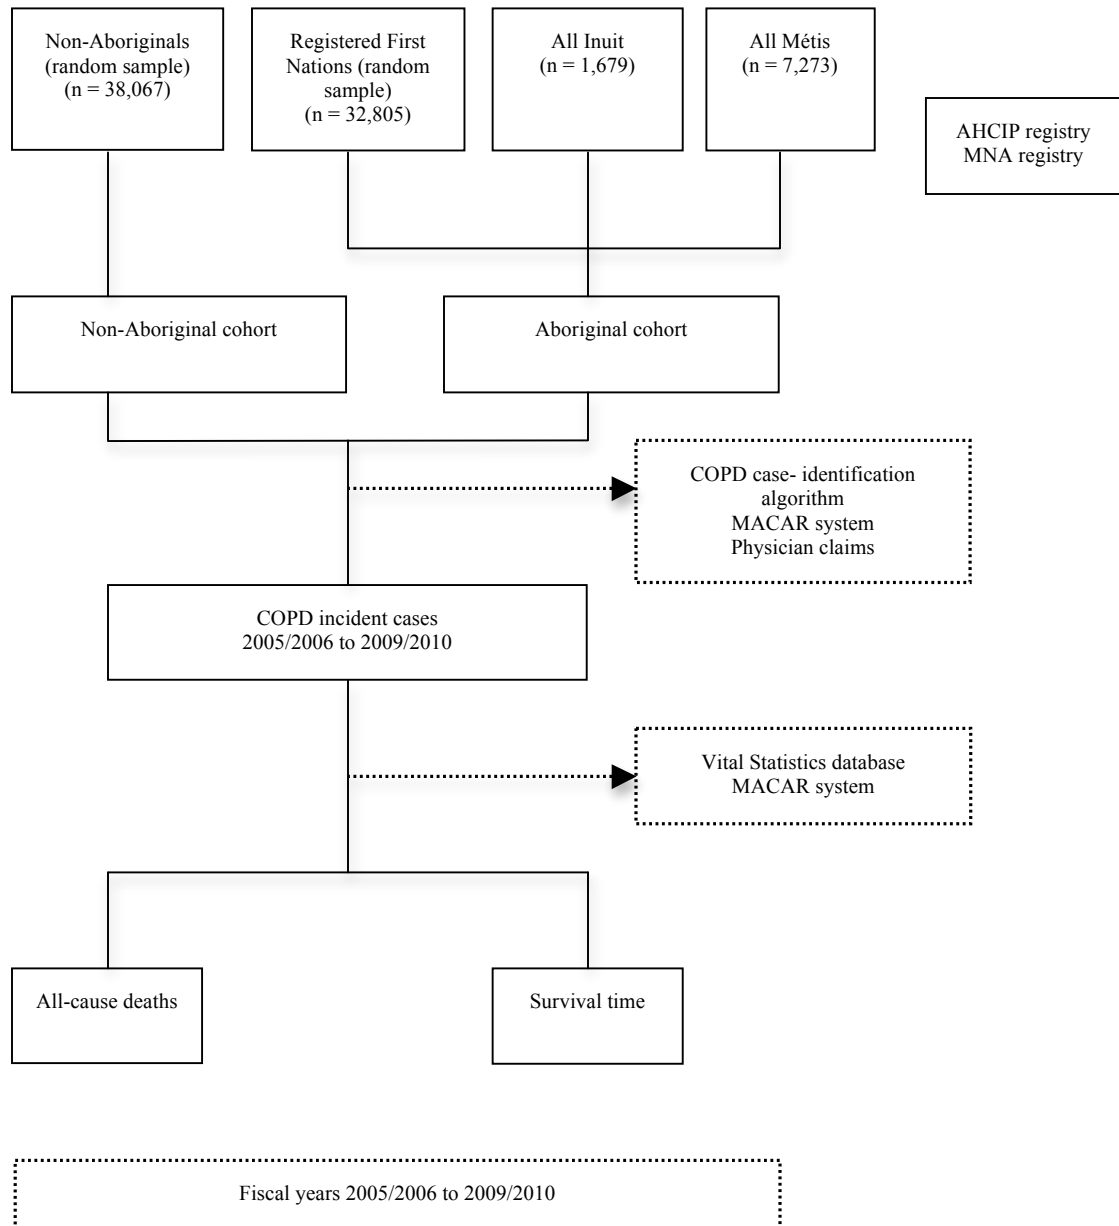 Non-Aboriginals
(random sample)
(n = 38,067)
Registered First
Nations (random
sample)
(n = 32,805)
All Inuit
(n = 1,679)
All Métis
(n = 7,273)
AHCIP registry
MNA registry
Non-Aboriginal cohort
Aboriginal cohort
COPD case- identification
algorithm
MACAR system
Physician claims
COPD incident cases
2005/2006 to 2009/2010
Vital Statistics database
MACAR system
All-cause deaths
Survival time
Fiscal years 2005/2006 to 2009/2010